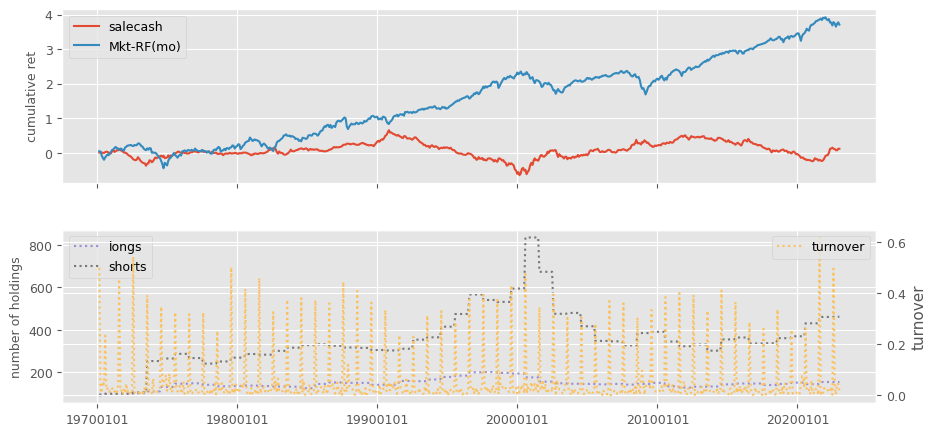 4
3
2
1
0
cumulative ret
salecash
Mkt-RF(mo)
800
600
400
200
number of holdings
longs
shorts
turnover
0.6
0.4
0.2
0.0
turnover
19700101
19800101
19900101
20000101
20100101
20200101